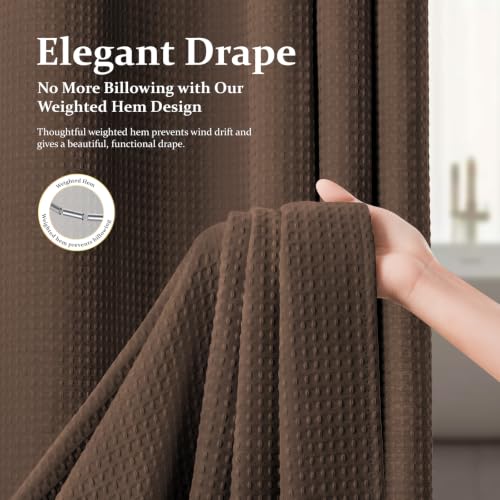 Elegant Drape
No More Billowing with Our
Weighted Hem Design
Thoughtful weighted hem prevents wind drift and
gives a beautiful, functional drape.
Weighted Hem
Weighted hem prevents billowing